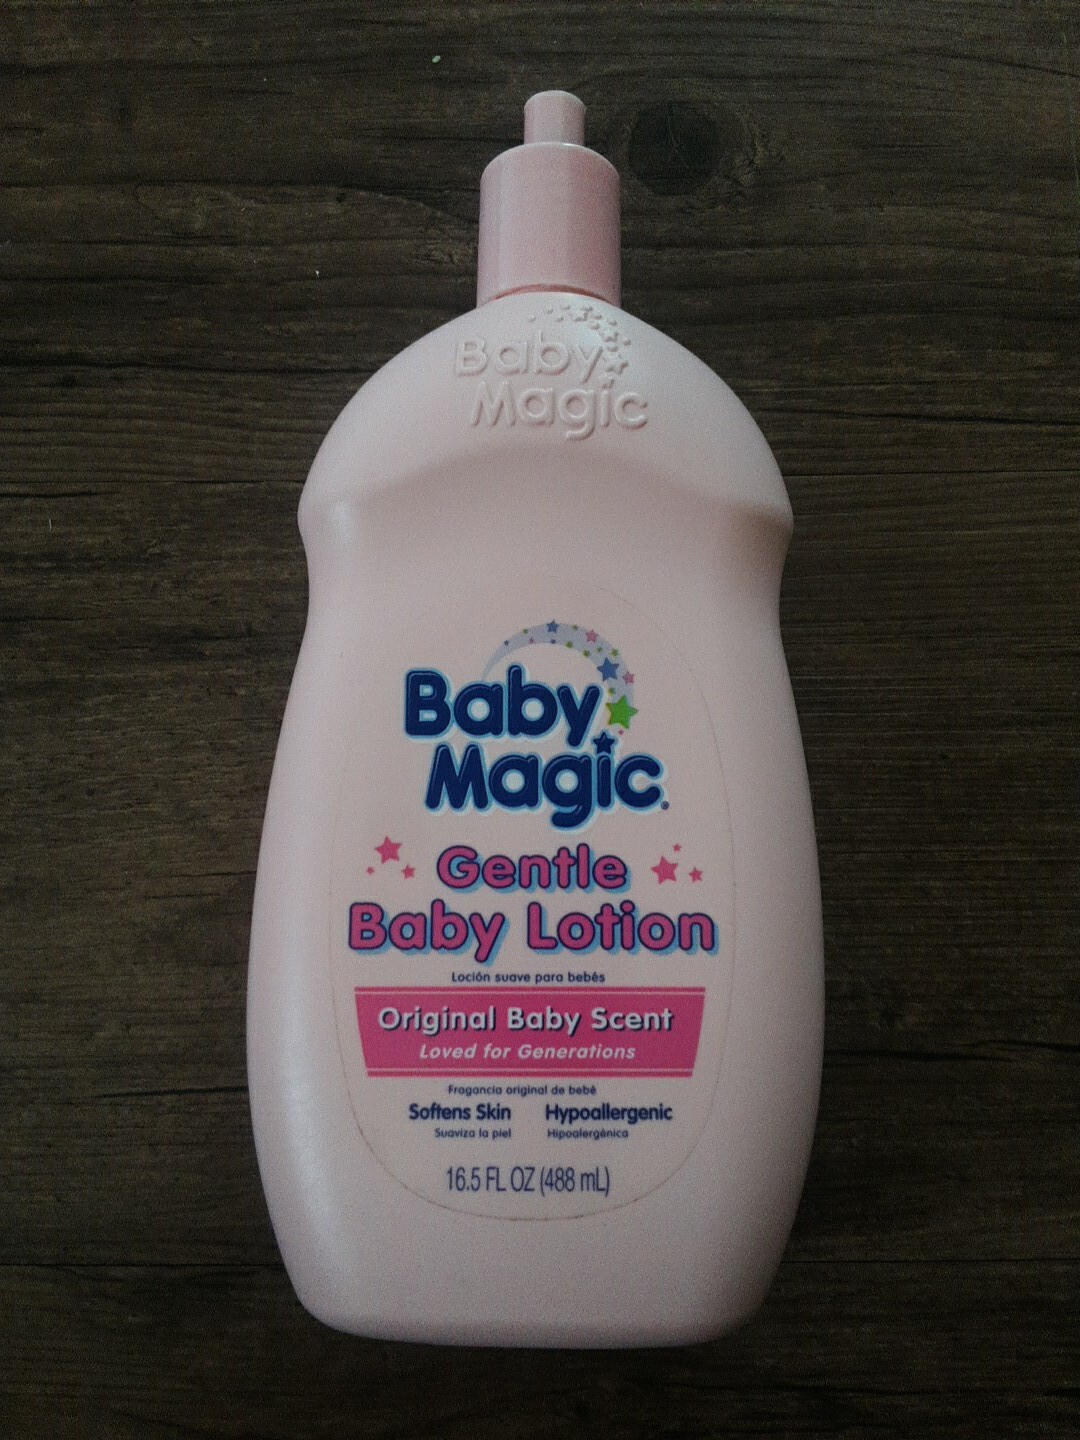 Baby
Magic
Baby
Magic®
Gentle
Baby Lotion
Loción suave para bebés
Original Baby Scent
Loved for Generations
Fragancia original de bebé
Softens Skin Hypoallergenic
Suaviza la piel Hipoalergénica
16.5 FL OZ (488 mL)